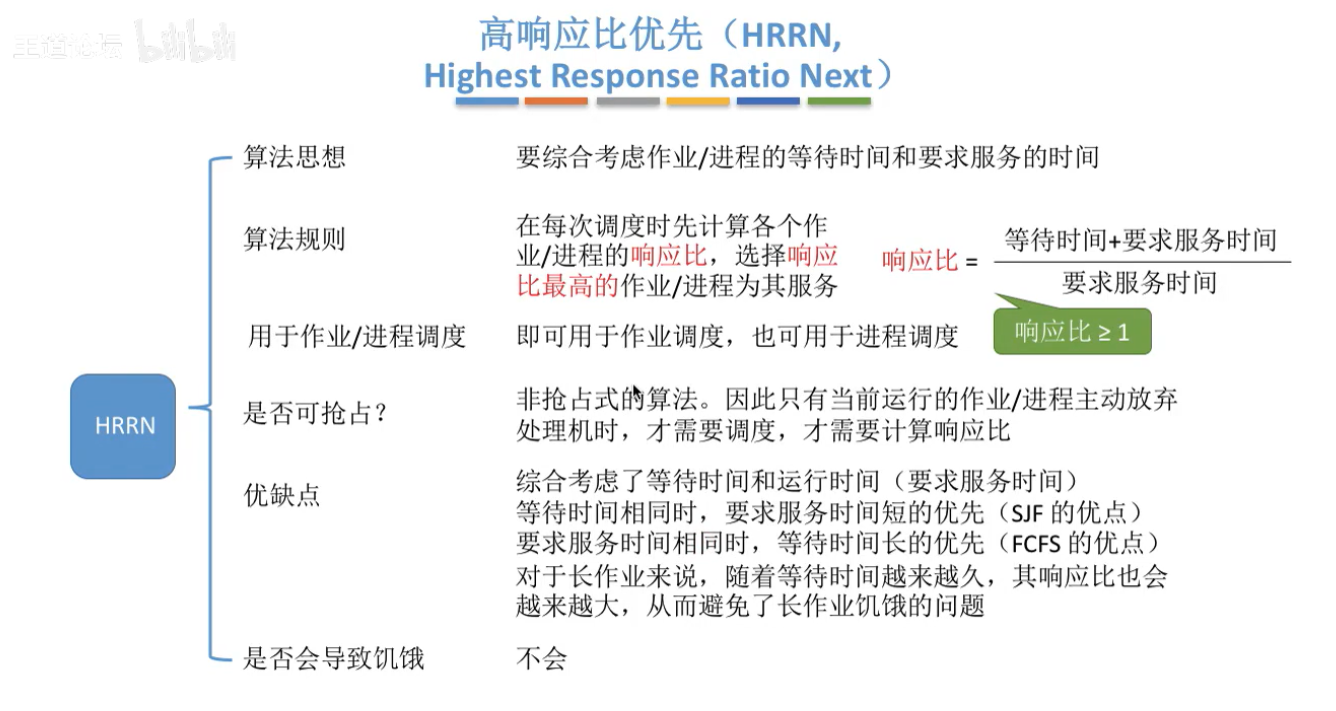 王道论坛 bilibili
高响应比优先（HRRN,
Highest Response Ratio Next）
算法思想
要综合考虑作业/进程的等待时间和要求服务的时间
算法规则
在每次调度时先计算各个作
业/进程的响应比，选择响应
比最高的作业/进程为其服务
响应比 =
等待时间+要求服务时间
要求服务时间
响应比 ≥ 1
用于作业/进程调度
即可用于作业调度，也可用于进程调度
HRRN
是否可抢占？
非抢占式的算法。因此只有当前运行的作业/进程主动放弃
处理机时，才需要调度，才需要计算响应比
优缺点
综合考虑了等待时间和运行时间（要求服务时间）
等待时间相同时，要求服务时间短的优先（SJF 的优点）
要求服务时间相同时，等待时间长的优先（FCFS 的优点）
对于长作业来说，随着等待时间越来越久，其响应比也会
越来越大，从而避免了长作业饥饿的问题
是否会导致饥饿
不会